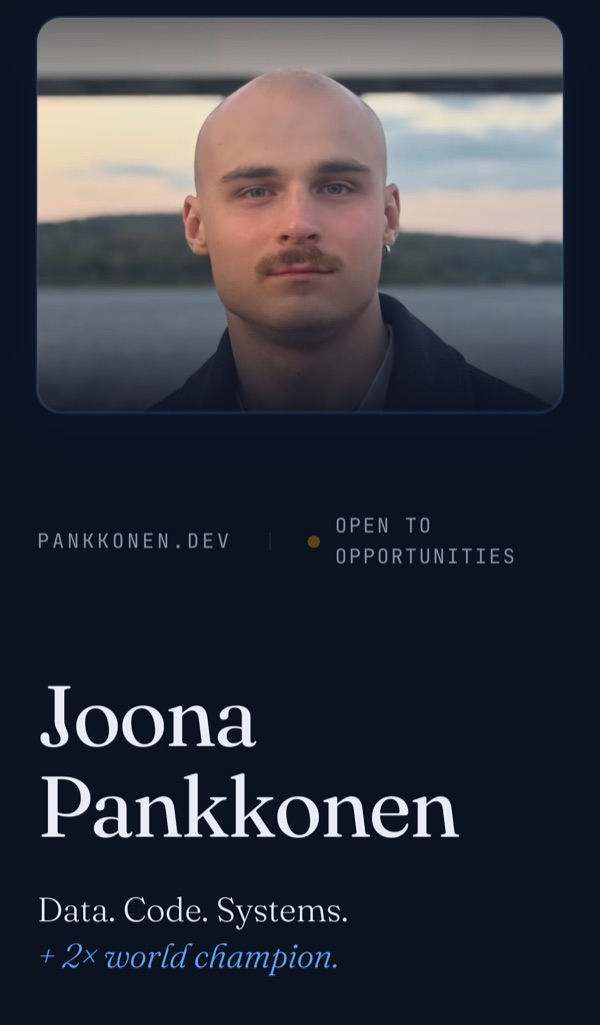 PANKKONEN.DEV
OPEN TO
OPPORTUNITIES
Joona
Pankkonen
Data. Code. Systems.
+ 2× world champion.